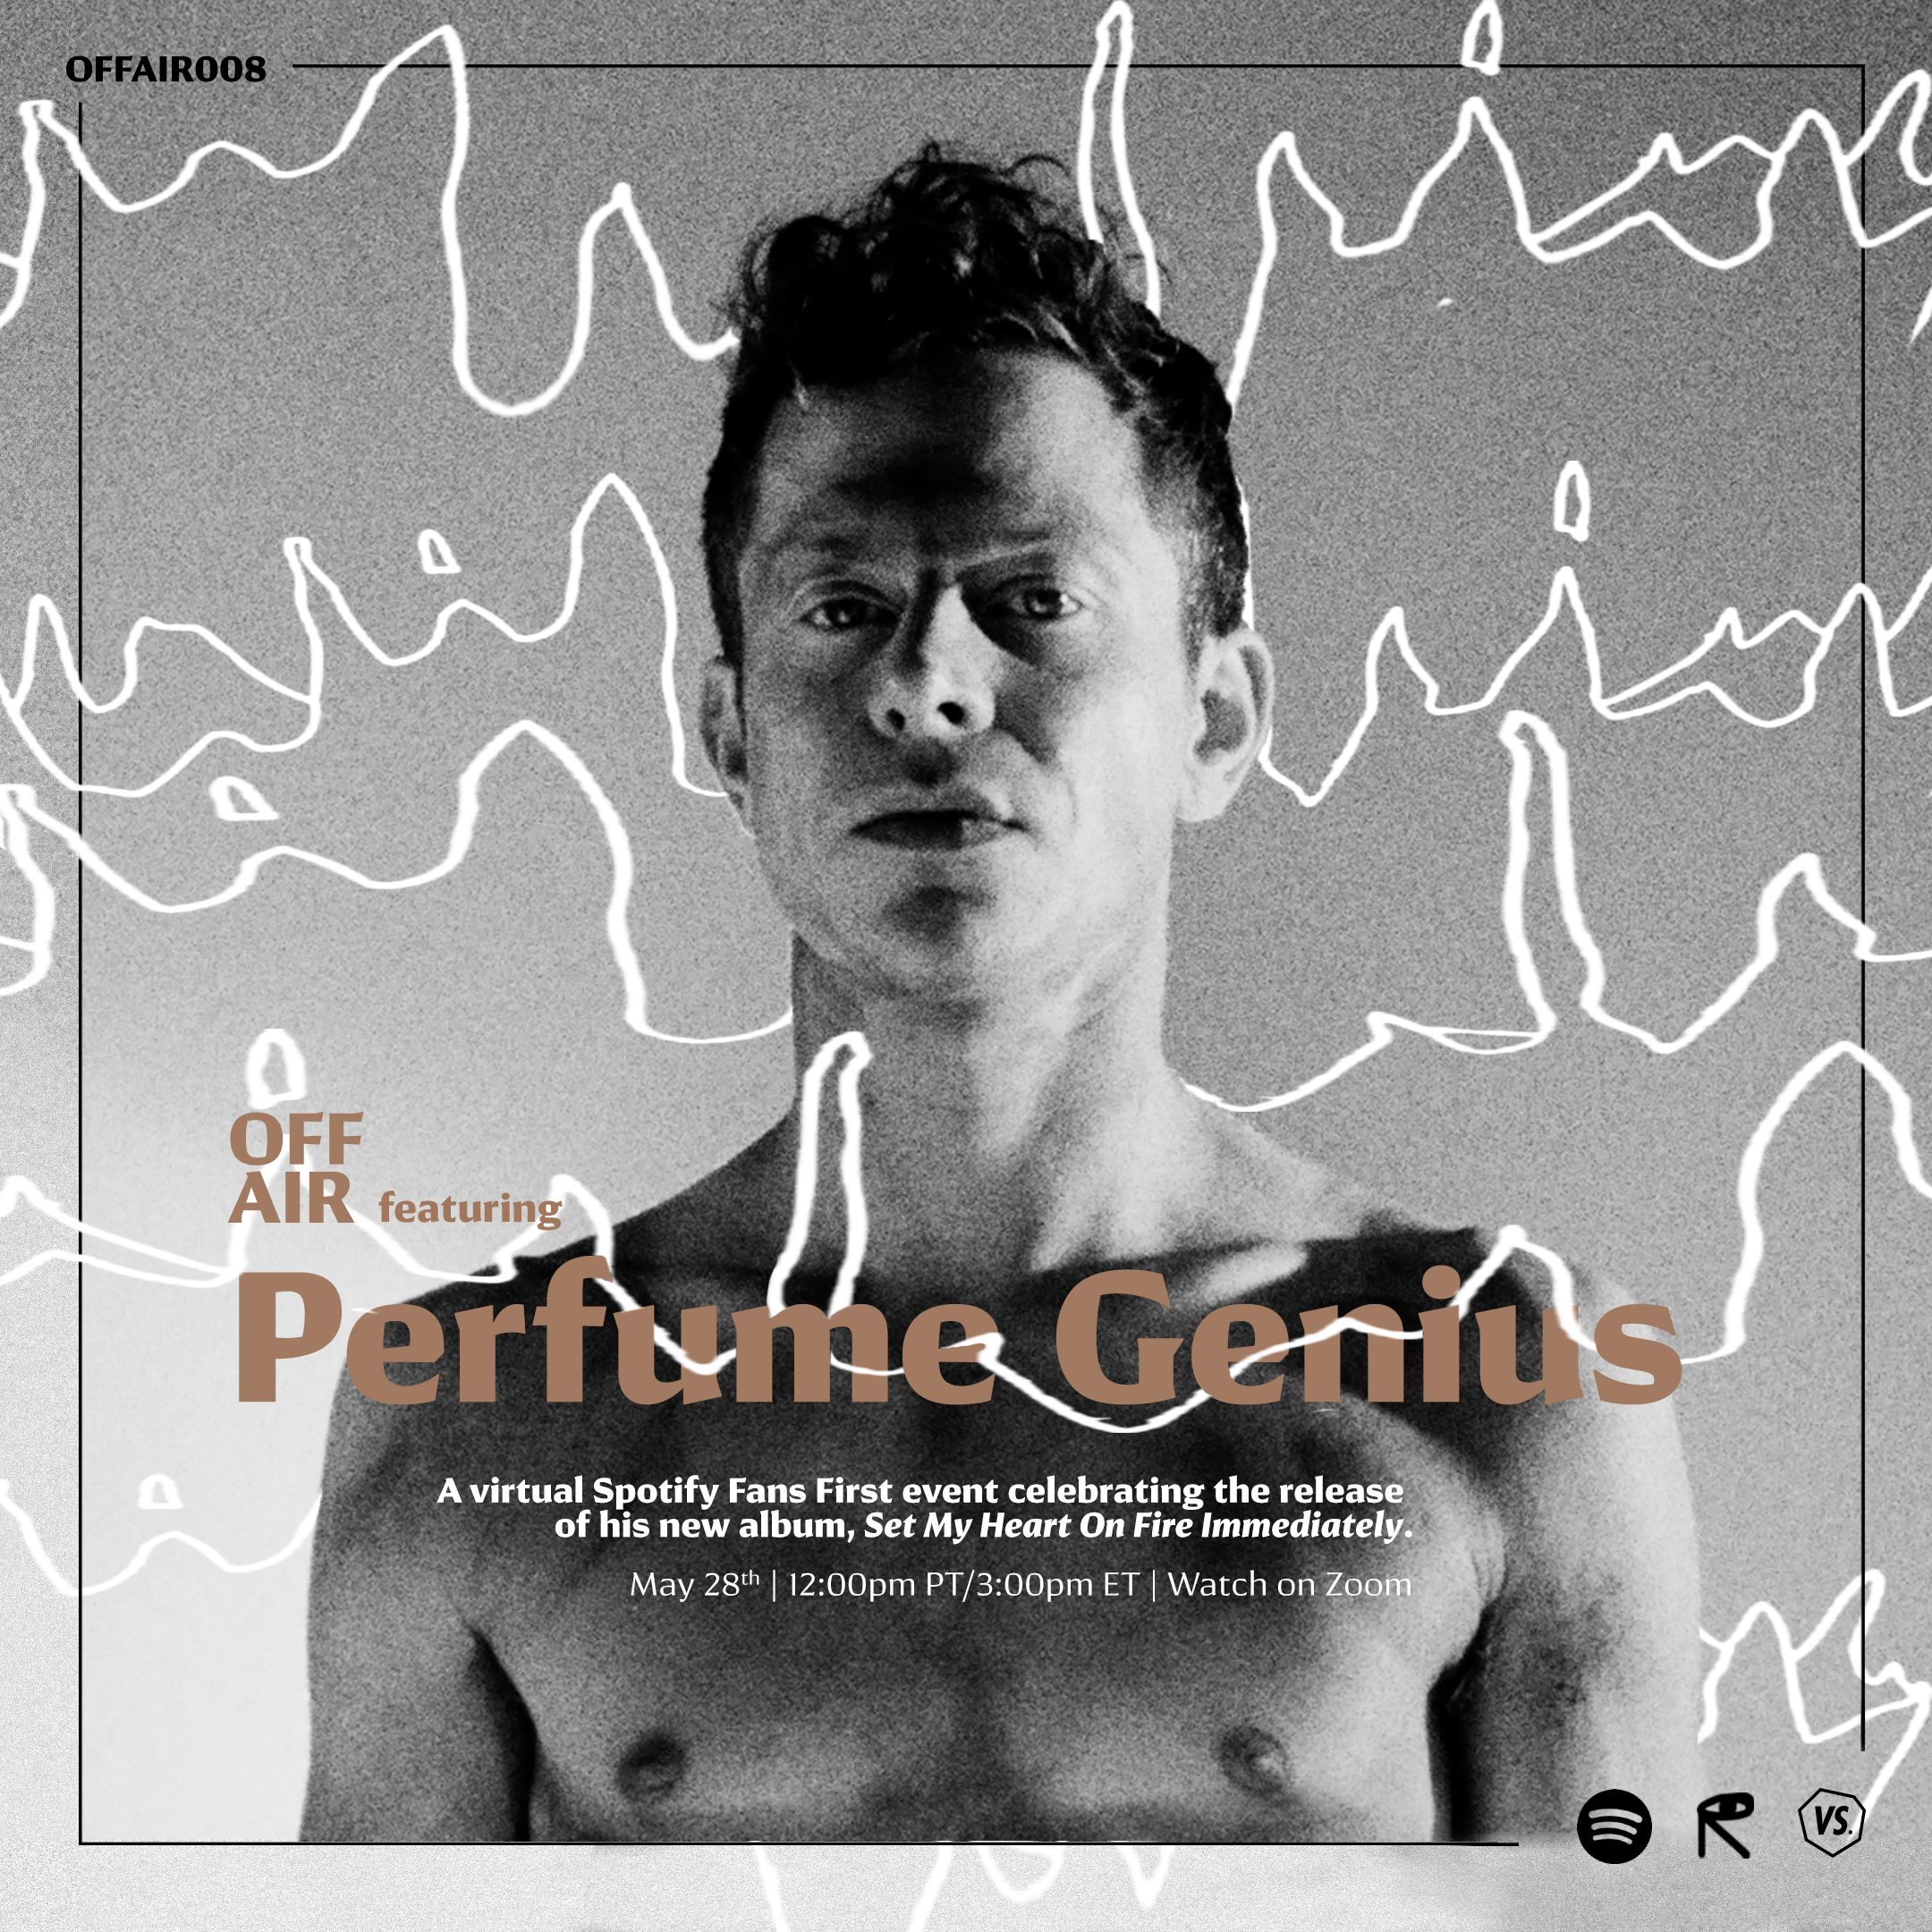 OFFAIR008
OFF
AIR featuring
Perfume Genius
A virtual Spotify Fans First event celebrating the release
of his new album, Set My Heart On Fire Immediately.
May 28th | 12:00pm PT/3:00pm ET | Watch on Zoom
R VS.